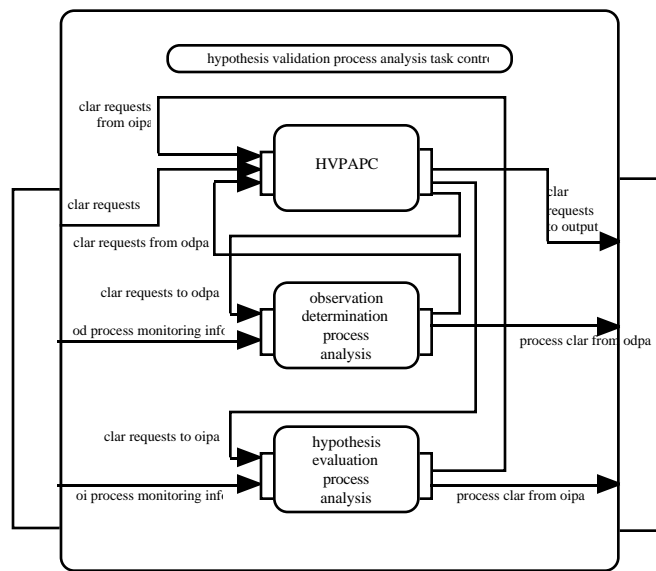 hypothesis validation process analysis task contro
clar requests
from oipa
HVPAPC
clar requests
clar
requests
to output
clar requests from odpa
clar requests to odpa
observation
determination
process
analysis
od process monitoring info
process clar from odpa
clar requests to oipa
hypothesis
evaluation
process
analysis
oi process monitoring info
process clar from oipa